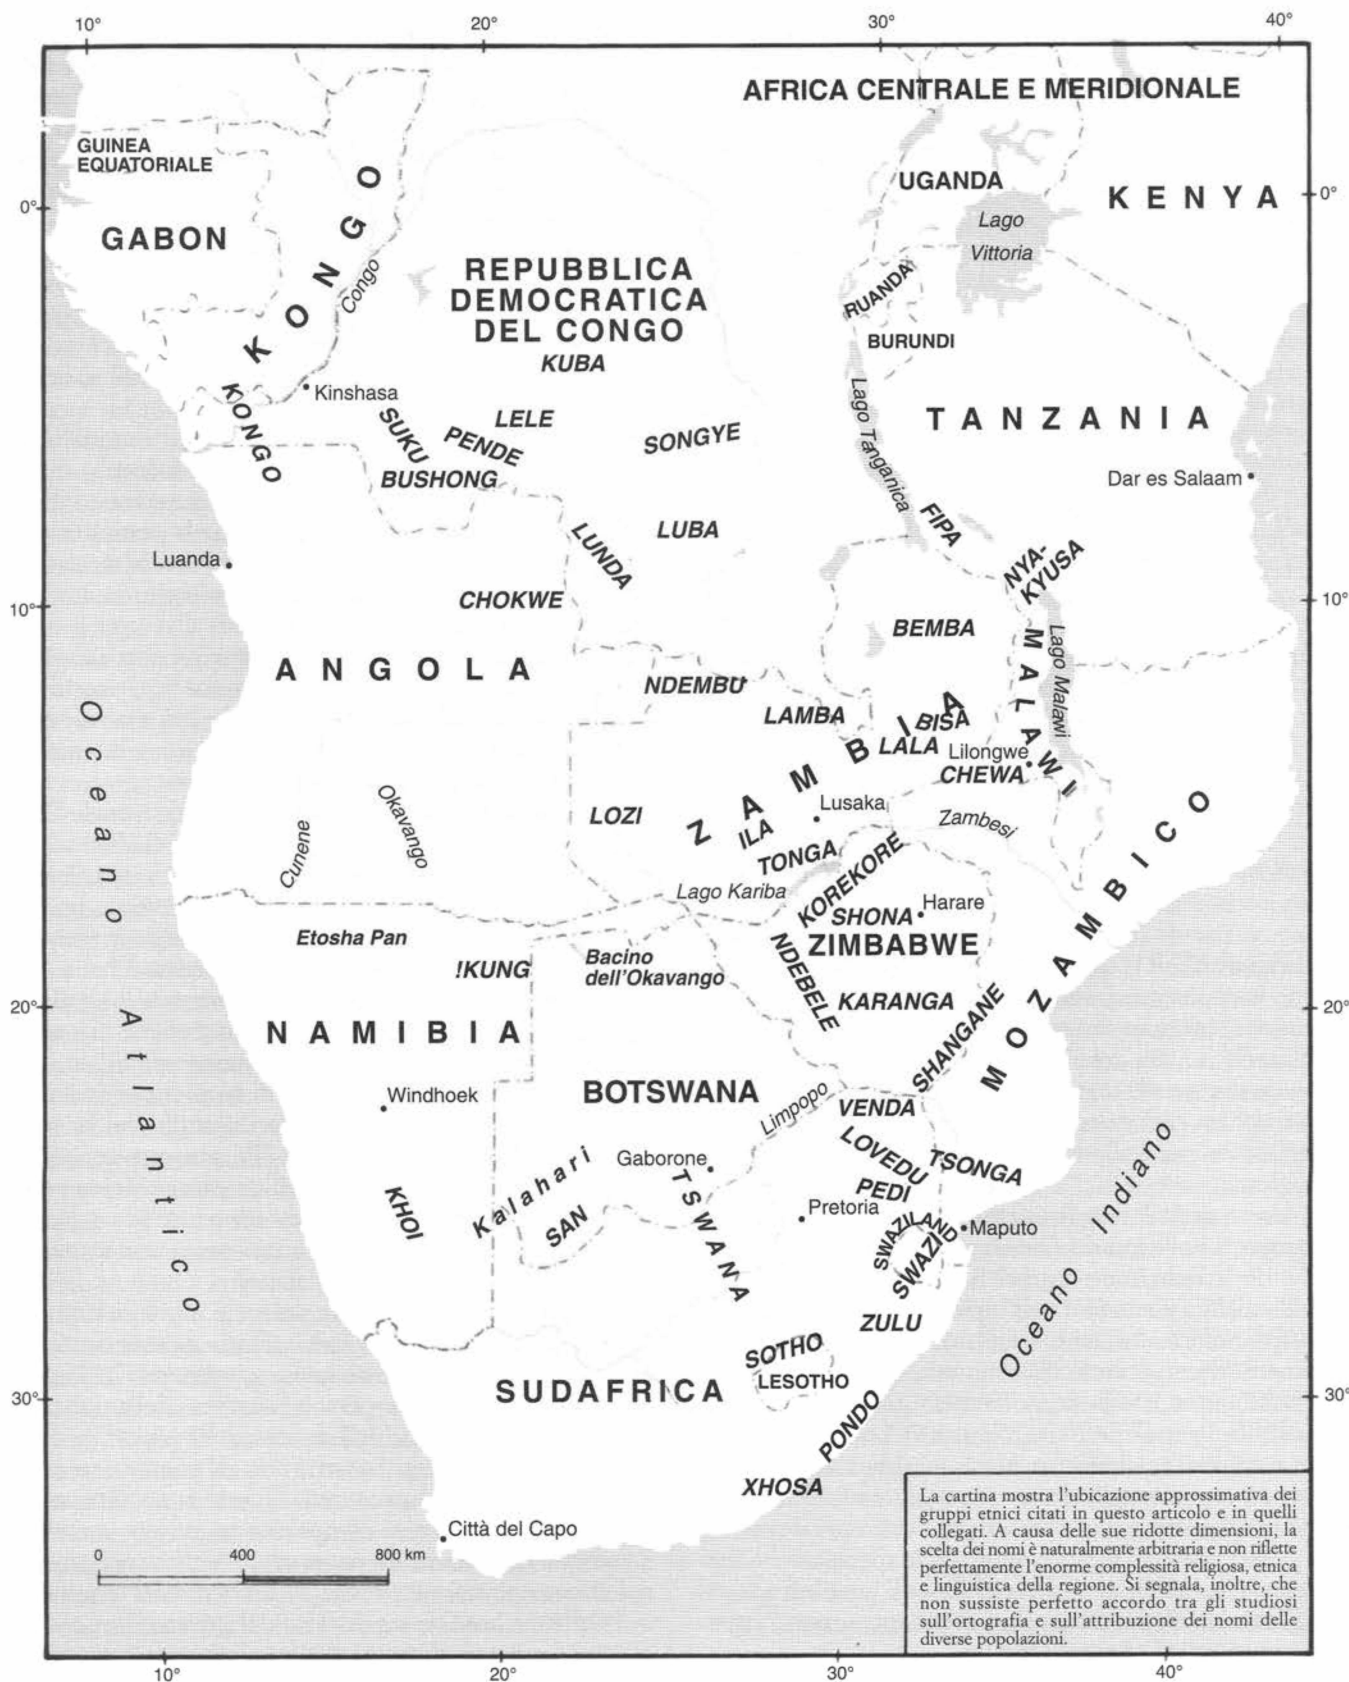 10°
20°
30°
40°
AFRICA CENTRALE E MERIDIONALE
GUINEA
EQUATORIALE
UGANDA
0°
KENYA
0°
GABON
KONGO
Congo
Lago
Vittoria
REPUBBLICA
DEMOCRATICA
DEL CONGO
RUANDA
BURUNDI
KUBA
Kinshasa
KONGO
SUKU
PENDE
LELE
SONGYE
BUSHONG
Lago Tanganica
TANZANIA
Dar es Salaam
FIPA
LUBA
LUNDA
Luanda
NYA-
KYUSA
CHOKWE
10°
10°
BEMBA
MALAWI
Lago Malawi
ANGOLA
NDEMBU
LAMBA
ZAMBIA
BISA
LALA
Lilongwe
CHEWA
Oceano Atlantico
Okavango
Cunene
LOZI
ILA
Lusaka
TONGA
Zambesi
MOZAMBICO
Lago Kariba
KOREKORE
SHONA
Harare
ZIMBABWE
Etosha Pan
!KUNG
Bacino
dell'Okavango
NDEBELE
KARANGA
SHANGANE
20°
20°
NAMIBIA
Windhoek
BOTSWANA
Limpopo
VENDA
LOVEDU
TSONGA
PEDI
Gaborone
Kalahari
SAN
KHOI
TSWANA
Pretoria
SWAZILAND
SWAZI
Maputo
Oceano Indiano
ZULU
SOTHO
LESOTHO
30°
SUDAFRICA
30°
PONDO
XHOSA
Città del Capo
0 400 800 km
La cartina mostra l'ubicazione approssimativa dei
gruppi etnici citati in questo articolo e in quelli
collegati. A causa delle sue ridotte dimensioni, la
scelta dei nomi è naturalmente arbitraria e non riflette
perfettamente l'enorme complessità religiosa, etnica
e linguistica della regione. Si segnala, inoltre, che
non sussiste perfetto accordo tra gli studiosi
sull'ortografia e sull'attribuzione dei nomi delle
diverse popolazioni.
10°
20°
30°
40°